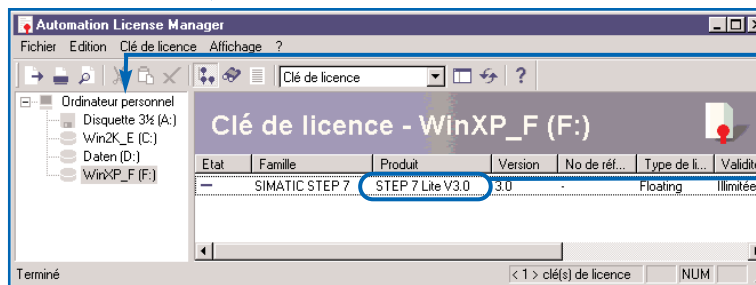 Automation License Manager
Fichier Edition Clé de licence Affichage ?
Clé de licence
Ordinateur personnel
Disquette 3½ (A:)
Win2K_E (C:)
Daten (D:)
WinXP_F (F:)
Clé de licence - WinXP_F (F:)
Etat Famille Produit Version No de réf... Type de li... Validité
SIMATIC STEP 7 STEP 7 Lite V3.0 3.0 - Floating Illimitée
Terminé < 1 > clé(s) de licence NUM